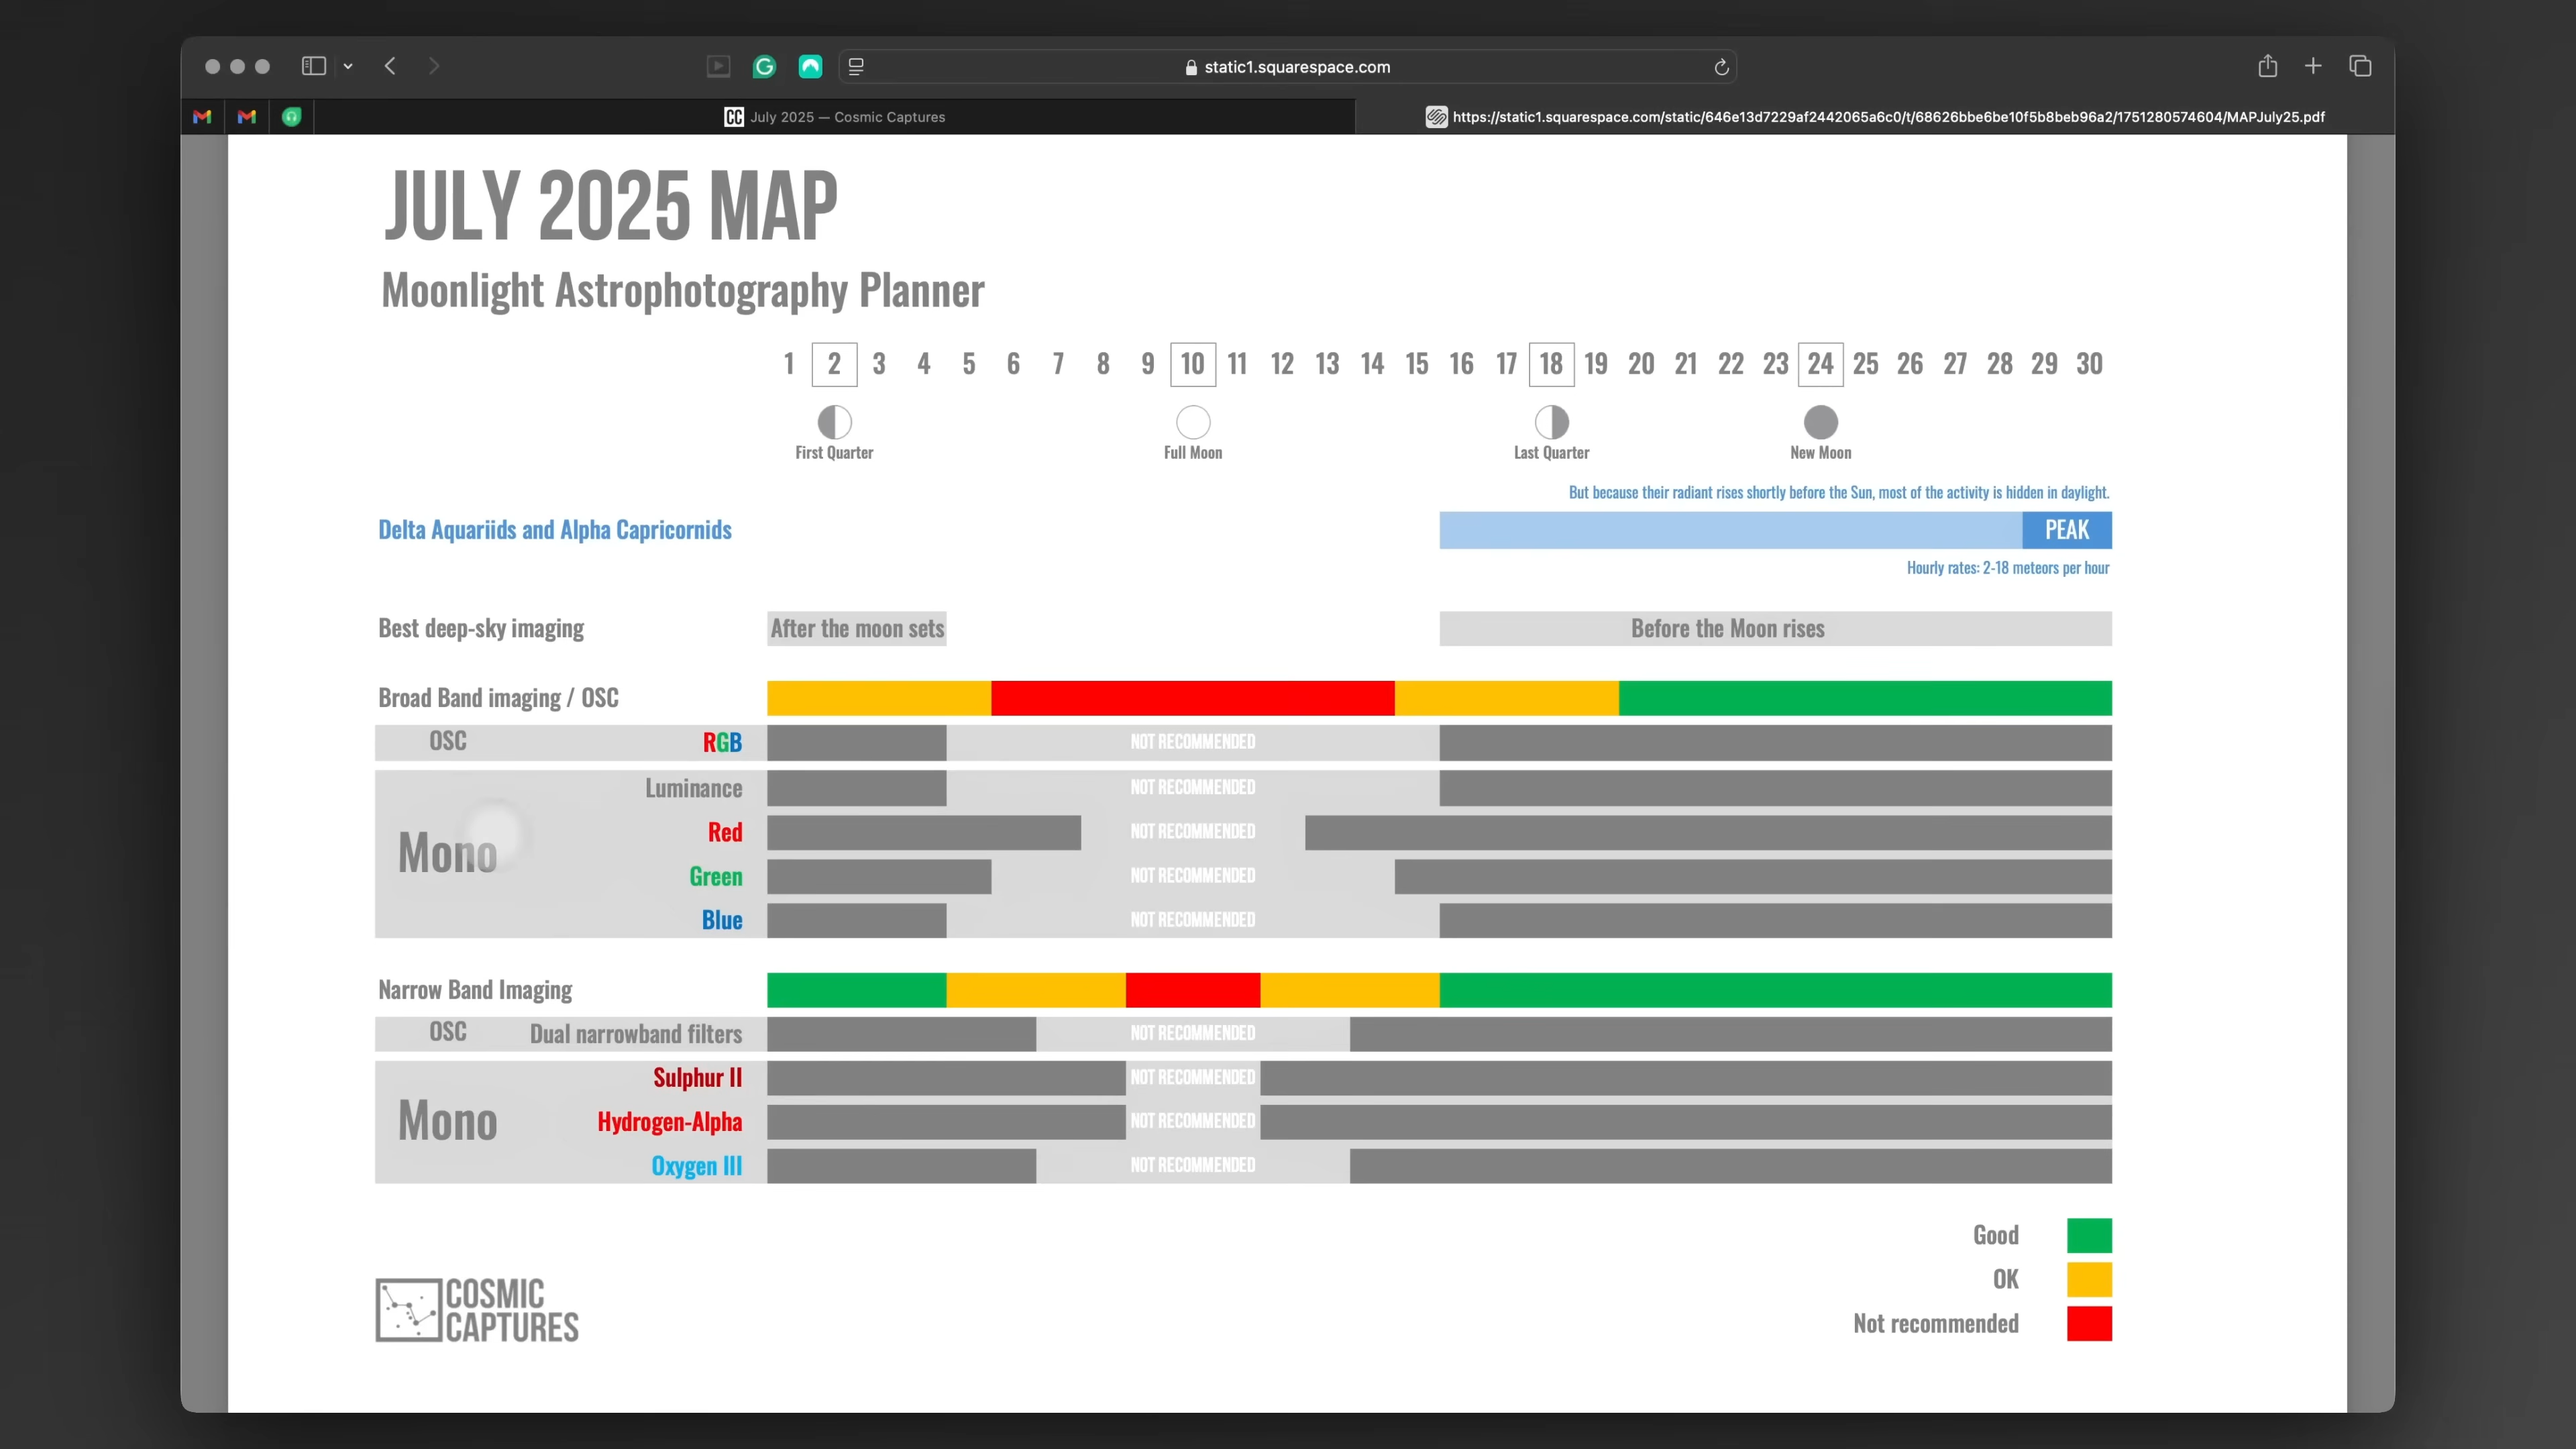 static1.squarespace.com
CC July 2025 — Cosmic Captures
https://static1.squarespace.com/static/646e13d7229af2442065a6c0/t/68626bbe6be10f5b8beb96a2/1751280574604/MAPJuly25.pdf
JULY 2025 MAP
Moonlight Astrophotography Planner
1 2 3 4 5 6 7 8 9 10 11 12 13 14 15 16 17 18 19 20 21 22 23 24 25 26 27 28 29 30
First Quarter Full Moon Last Quarter New Moon
But because their radiant rises shortly before the Sun, most of the activity is hidden in daylight.
Delta Aquariids and Alpha Capricornids PEAK
Hourly rates: 2-18 meteors per hour
Best deep-sky imaging After the moon sets Before the Moon rises
Broad Band imaging / OSC
OSC RGB NOT RECOMMENDED
Luminance NOT RECOMMENDED
Red NOT RECOMMENDED
Mono
Green NOT RECOMMENDED
Blue NOT RECOMMENDED
Narrow Band Imaging
OSC Dual narrowband filters NOT RECOMMENDED
Sulphur II NOT RECOMMENDED
Mono Hydrogen-Alpha NOT RECOMMENDED
Oxygen III NOT RECOMMENDED
Good
OK
Not recommended
COSMIC
CAPTURES